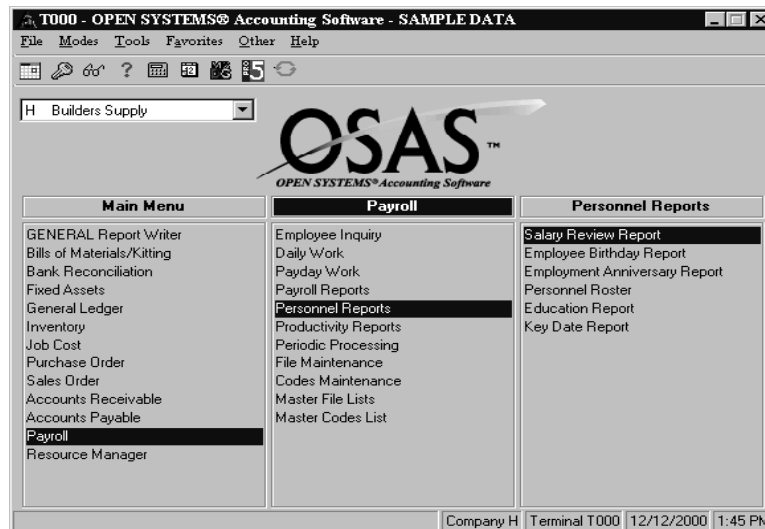 T000 - OPEN SYSTEMS® Accounting Software - SAMPLE DATA
File Modes Tools Favorites Other Help
H Builders Supply
OSAS™
OPEN SYSTEMS® Accounting Software
Main Menu
GENERAL Report Writer
Bills of Materials/Kitting
Bank Reconciliation
Fixed Assets
General Ledger
Inventory
Job Cost
Purchase Order
Sales Order
Accounts Receivable
Accounts Payable
Payroll
Resource Manager
Payroll
Employee Inquiry
Daily Work
Payday Work
Payroll Reports
Personnel Reports
Productivity Reports
Periodic Processing
File Maintenance
Codes Maintenance
Master File Lists
Master Codes List
Personnel Reports
Salary Review Report
Employee Birthday Report
Employment Anniversary Report
Personnel Roster
Education Report
Key Date Report
Company H Terminal T000 12/12/2000 1:45 PM